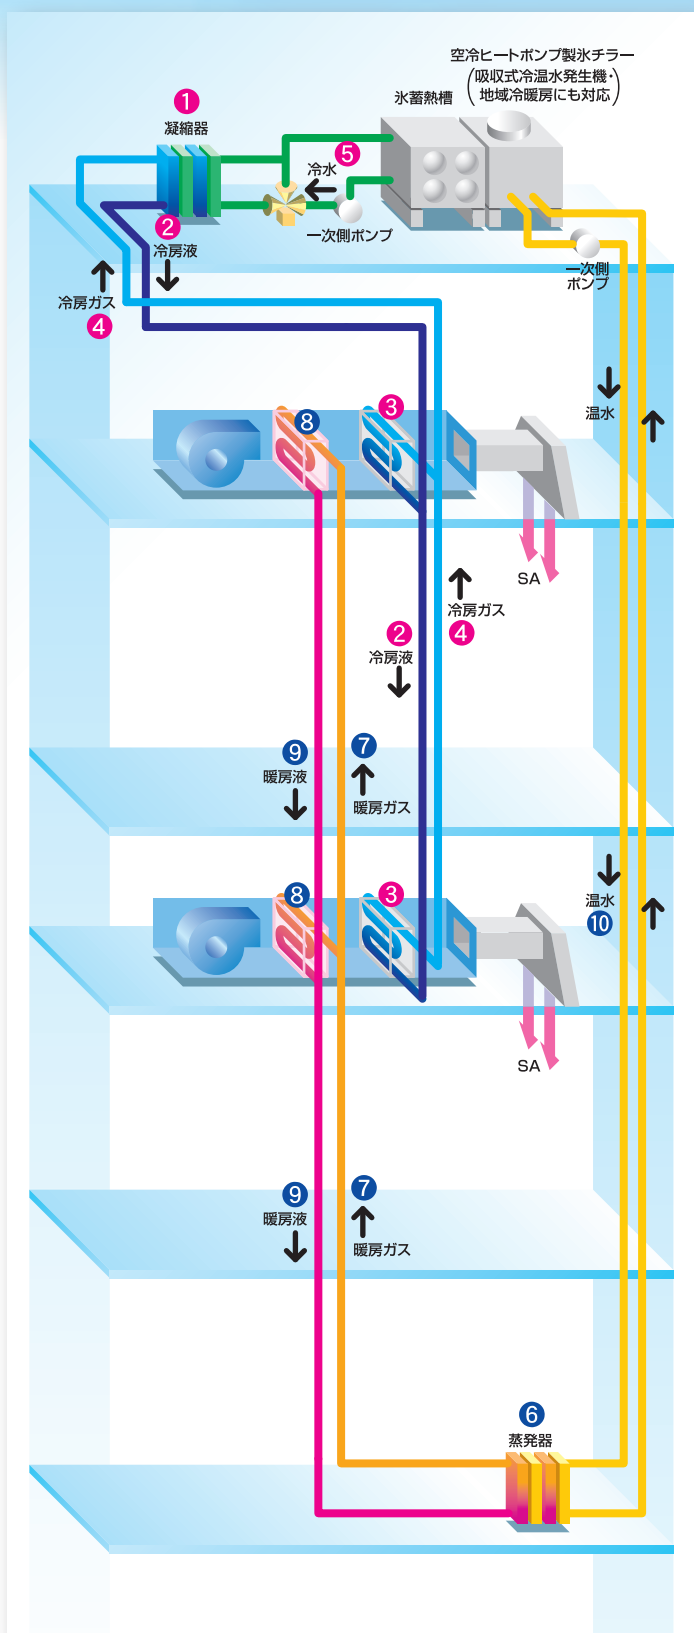 空冷ヒートポンプ製氷チラー
(吸収式冷温水発生機・
地域冷暖房にも対応)
氷蓄熱槽
1
凝縮器
5
冷水
一次側ポンプ
2
冷房液
冷房ガス
4
一次側
ポンプ
温水
8
3
SA
冷房ガス
4
2
冷房液
9
暖房液
7
暖房ガス
8
3
温水
10
SA
9
暖房液
7
暖房ガス
6
蒸発器